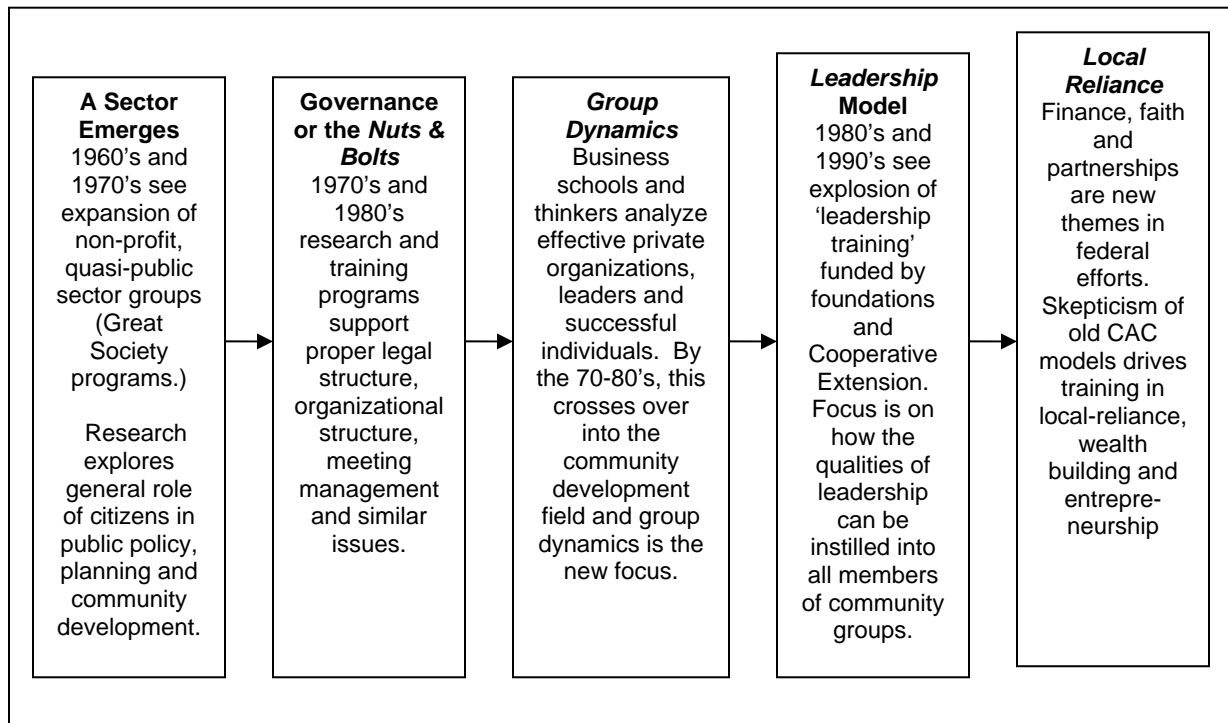 A Sector
Emerges
1960's and
1970's see
expansion of
non-profit,
quasi-public
sector groups
(Great
Society
programs.)
Research
explores
general role
of citizens in
public policy,
planning and
community
development.
Governance
or the Nuts &
Bolts
1970's and
1980's
research and
training
programs
support
proper legal
structure,
organizational
structure,
meeting
management
and similar
issues.
Group
Dynamics
Business
schools and
thinkers analyze
effective private
organizations,
leaders and
successful
individuals.  By
the 70-80's, this
crosses over
into the
community
development
field and group
dynamics is the
new focus.
Leadership
Model
1980's and
1990's see
explosion of
‘leadership
training’
funded by
foundations
and
Cooperative
Extension.
Focus is on
how the
qualities of
leadership
can be
instilled into
all members
of community
groups.
Local
Reliance
Finance, faith
and
partnerships
are new
themes in
federal
efforts.
Skepticism of
old CAC
models drives
training in
local-reliance,
wealth
building and
entrepre-
neurship